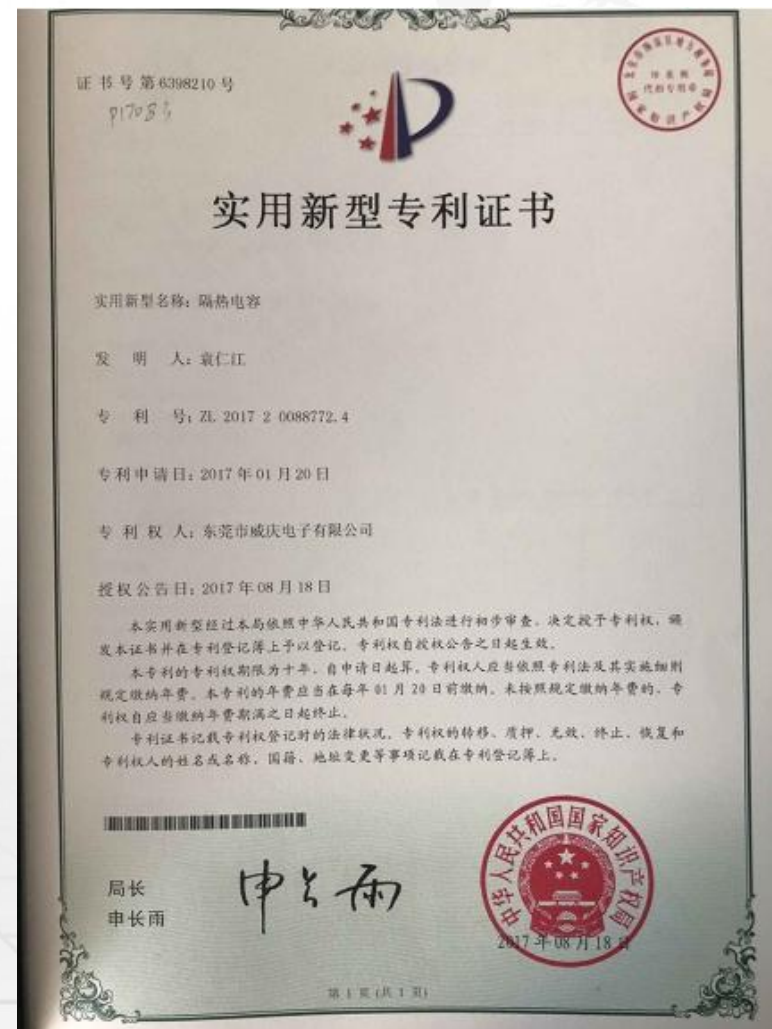 证书号第6398210号
实用新型专利证书
实用新型名称：隔热电容
发明人：袁仁江
专利号：ZL 2017 2 0088772.4
专利申请日：2017年01月20日
专利权人：东莞市威庆电子有限公司
授权公告日：2017年08月18日
本实用新型经过本局依照中华人民共和国专利法进行初步审查，决定授予专利权，颁
发本证书并在专利登记簿上予以登记。专利权自授权公告之日起生效。
本专利的专利权期限为十年，自申请日起算。专利权人应当依照专利法及其实施细则
规定缴纳年费。本专利的年费应当在每年01月20日前缴纳。未按照规定缴纳年费的，专
利权自应当缴纳年费期满之日起终止。
专利证书记载专利权登记时的法律状况。专利权的转移、质押、无效、终止、恢复和
专利权人的姓名或名称、国籍、地址变更等事项记载在专利登记簿上。
局长
申长雨
申长雨
中华人民共和国国家知识产权局
2017年08月18日
第1页(共1页)